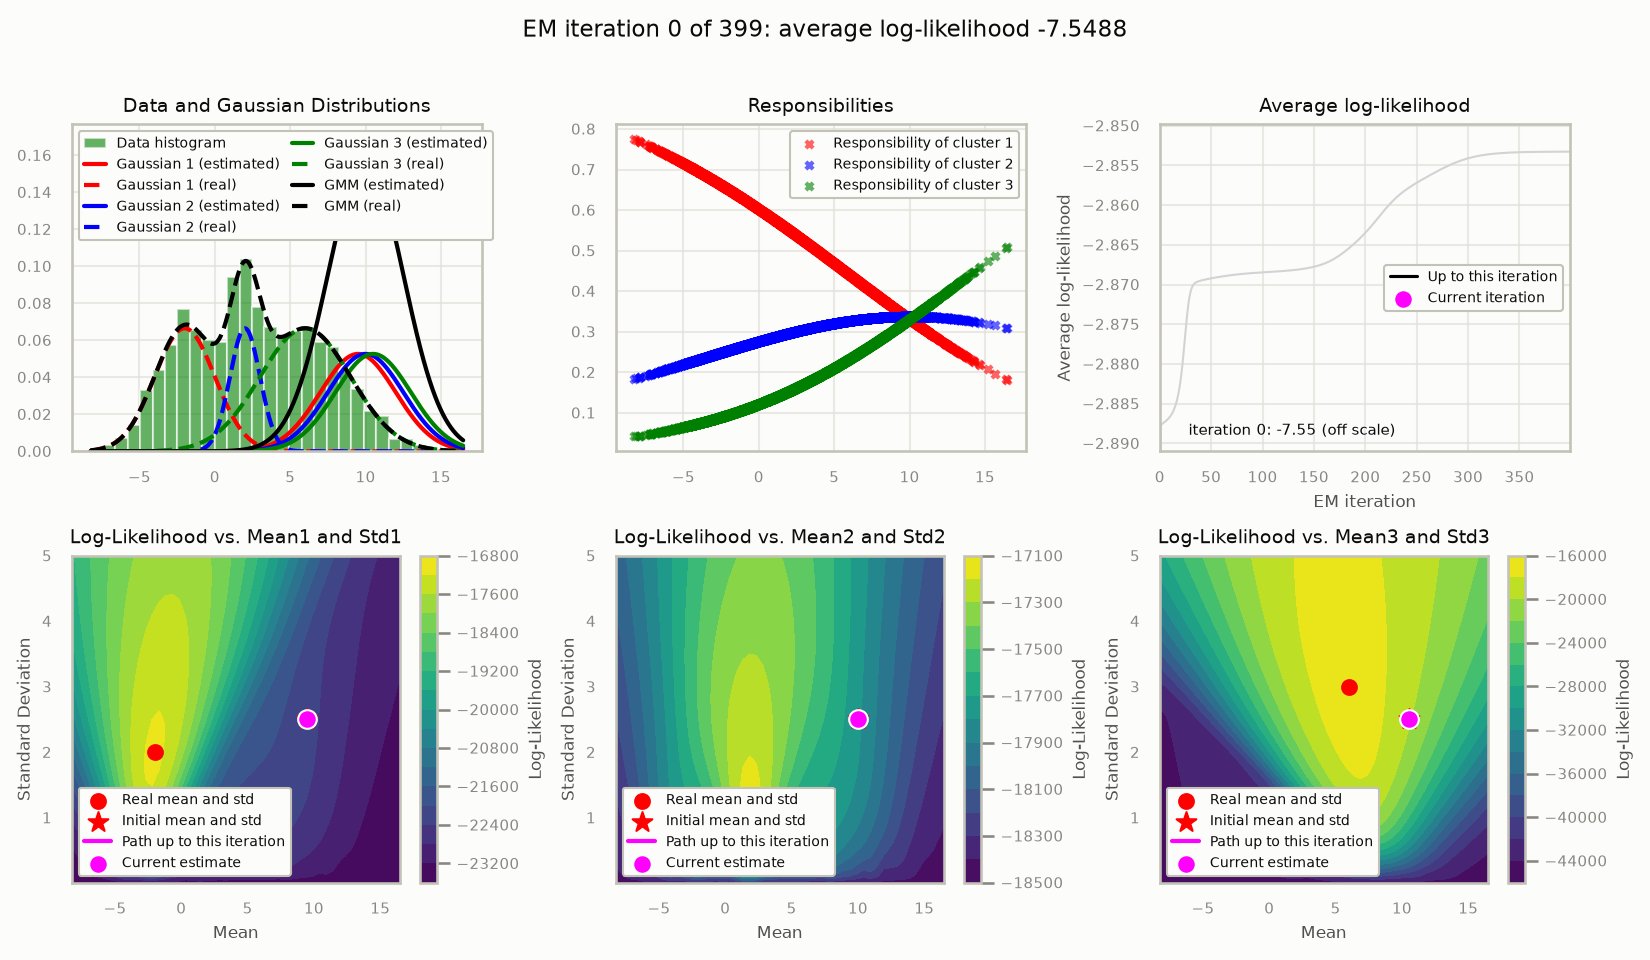 EM iteration 0 of 399: average log-likelihood -7.5488
Data and Gaussian Distributions
Data histogram
Gaussian 1 (estimated)
Gaussian 1 (real)
Gaussian 2 (estimated)
Gaussian 2 (real)
Gaussian 3 (estimated)
Gaussian 3 (real)
GMM (estimated)
GMM (real)
0.16
0.14
0.12
0.10
0.08
0.06
0.04
0.02
0.00
−5 0 5 10 15
Responsibilities
Responsibility of cluster 1
Responsibility of cluster 2
Responsibility of cluster 3
0.8
0.7
0.6
0.5
0.4
0.3
0.2
0.1
−5 0 5 10 15
Average log-likelihood
Average log-likelihood
−2.850
−2.855
−2.860
−2.865
−2.870
−2.875
−2.880
−2.885
−2.890
Up to this iteration
Current iteration
iteration 0: -7.55 (off scale)
0 50 100 150 200 250 300 350
EM iteration
Log-Likelihood vs. Mean1 and Std1
Standard Deviation
5
4
3
2
1
Real mean and std
Initial mean and std
Path up to this iteration
Current estimate
−5 0 5 10 15
Mean
−16800
−17600
−18400
−19200
−20000
−20800
−21600
−22400
−23200
Log-Likelihood
Log-Likelihood vs. Mean2 and Std2
Standard Deviation
5
4
3
2
1
Real mean and std
Initial mean and std
Path up to this iteration
Current estimate
−5 0 5 10 15
Mean
−17100
−17300
−17500
−17700
−17900
−18100
−18300
−18500
Log-Likelihood
Log-Likelihood vs. Mean3 and Std3
Standard Deviation
5
4
3
2
1
Real mean and std
Initial mean and std
Path up to this iteration
Current estimate
−5 0 5 10 15
Mean
−16000
−20000
−24000
−28000
−32000
−36000
−40000
−44000
Log-Likelihood